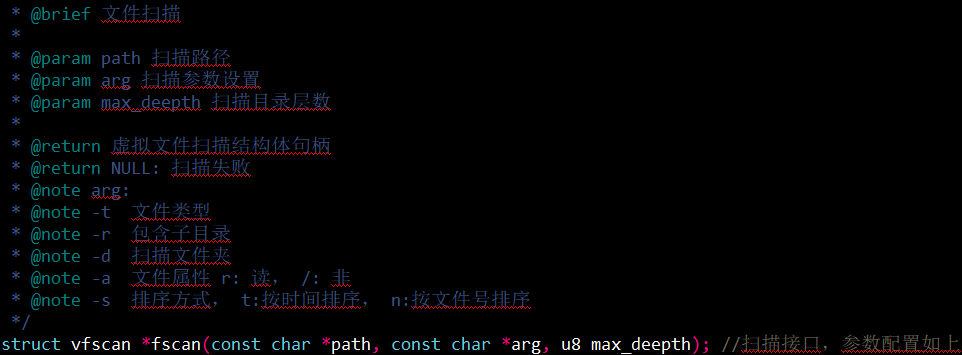 * @brief 文件扫描
*
* @param path 扫描路径
* @param arg 扫描参数设置
* @param max_deepth 扫描目录层数
*
* @return 虚拟文件扫描结构体句柄
* @return NULL: 扫描失败
* @note arg:
* @note -t  文件类型
* @note -r  包含子目录
* @note -d  扫描文件夹
* @note -a  文件属性 r: 读， /: 非
* @note -s  排序方式， t:按时间排序， n:按文件号排序
*/
struct vfscan *fscan(const char *path, const char *arg, u8 max_deepth); //扫描接口，参数配置如上